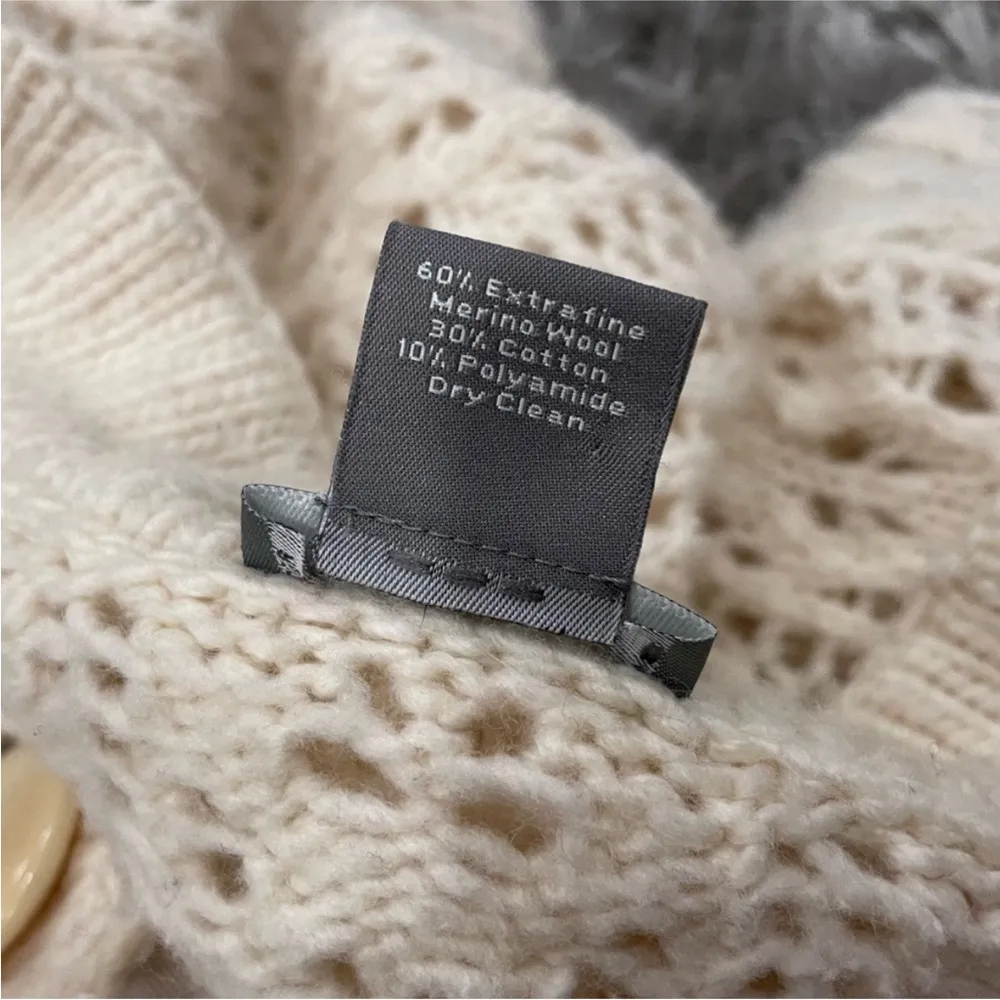 60% Extrafine
Merino Wool
30% Cotton
10% Polyamide
Dry Clean